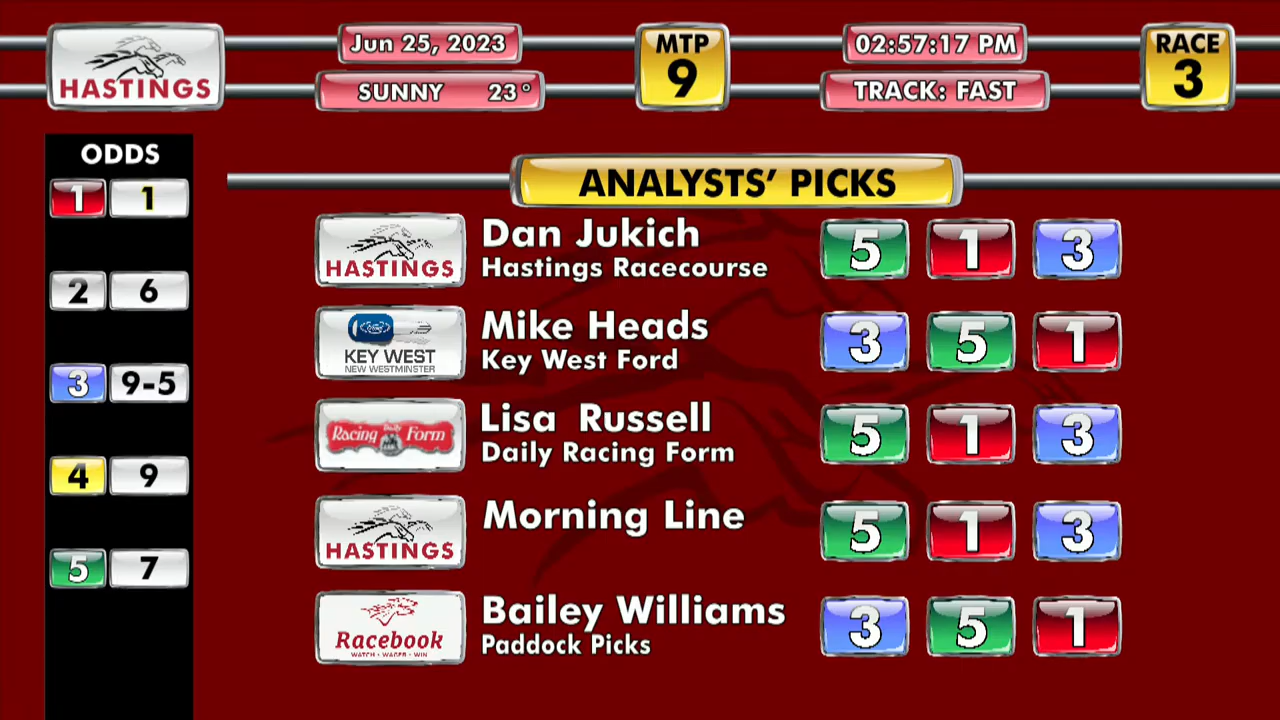 HASTINGS
Jun 25, 2023
SUNNY 23°
MTP
9
02:57:17 PM
TRACK: FAST
RACE
3
ODDS
1 1
2 6
3 9-5
4 9
5 7
ANALYSTS' PICKS
HASTINGS
Dan Jukich
Hastings Racecourse
5 1 3
Ford
KEY WEST
NEW WESTMINSTER
Mike Heads
Key West Ford
3 5 1
Daily
Racing Form
Lisa Russell
Daily Racing Form
5 1 3
HASTINGS
Morning Line
5 1 3
Racebook
WATCH · WAGER · WIN
Bailey Williams
Paddock Picks
3 5 1